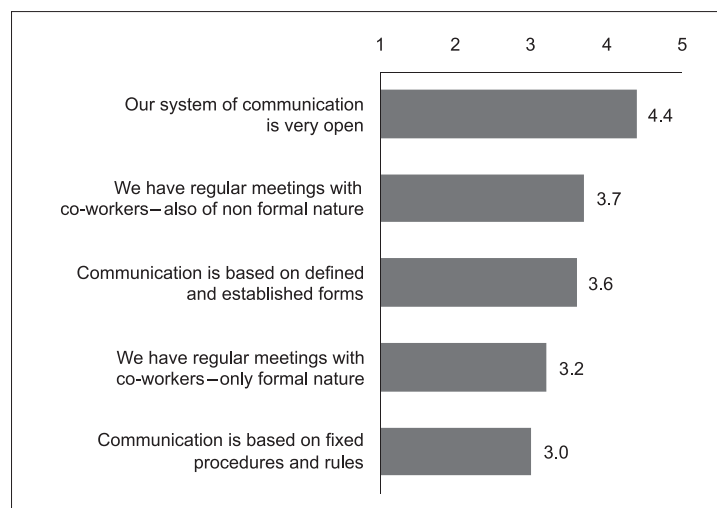 1 2 3 4 5
Our system of communication
is very open
4.4
We have regular meetings with
co-workers–also of non formal nature
3.7
Communication is based on defined
and established forms
3.6
We have regular meetings with
co-workers–only formal nature
3.2
Communication is based on fixed
procedures and rules
3.0